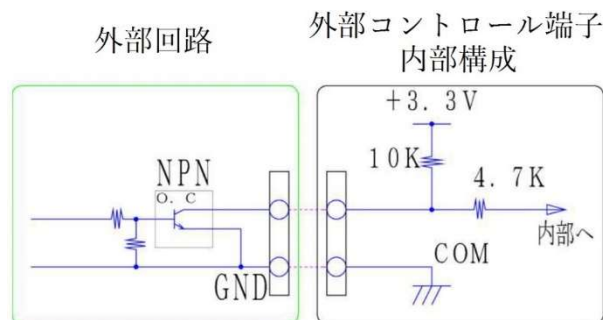 外部回路
外部コントロール端子
内部構成
+3.3V
10K
4.7K
NPN
O.C
内部へ
COM
GND